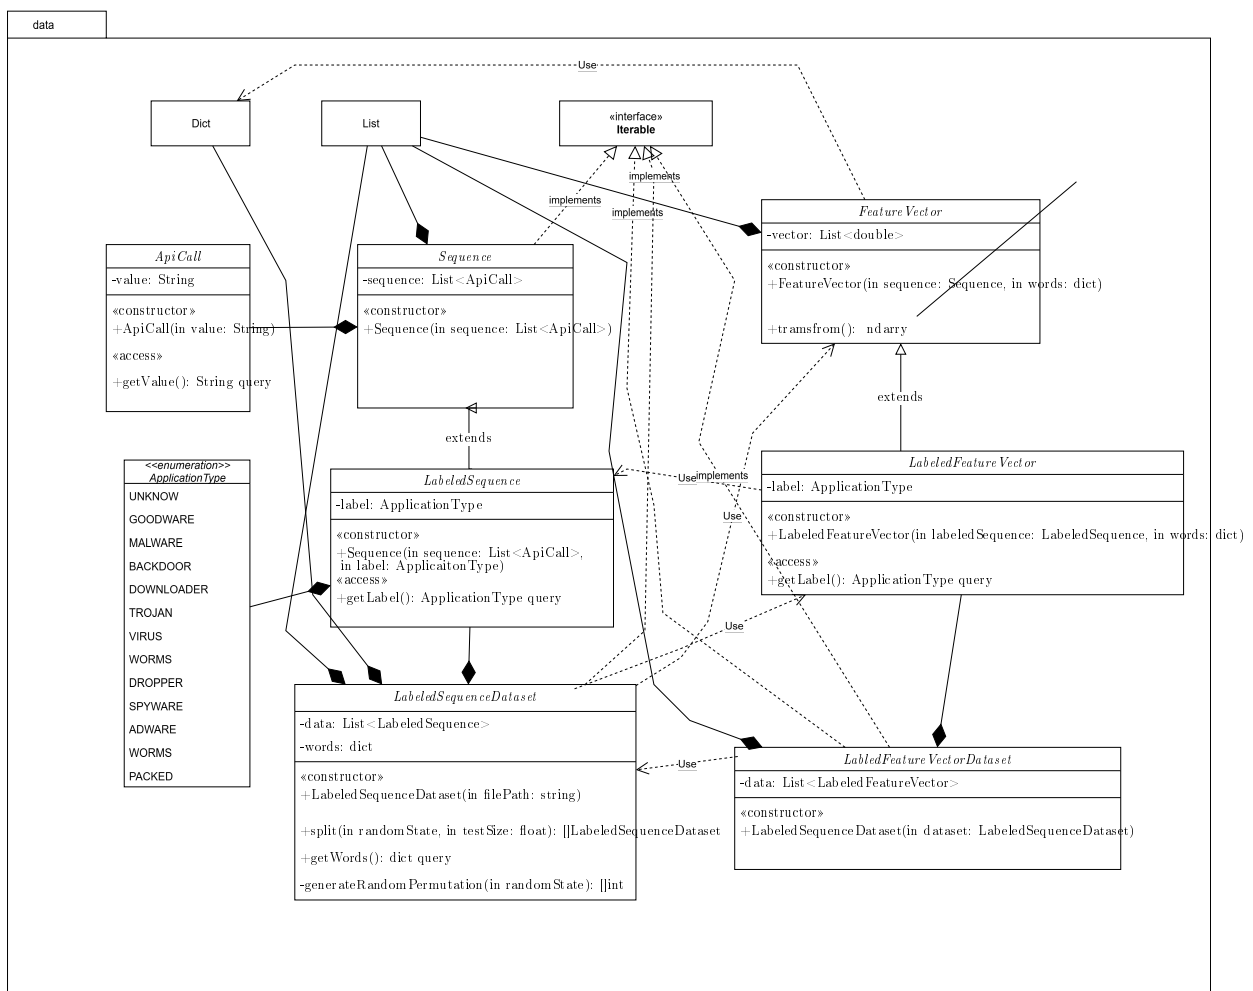 data
Use
Dict
List
«interface»
Iterable
implements
implements
implements
FeatureVector
-vector: List<double>
«constructor»
+FeatureVector(in sequence: Sequence, in words: dict)
+tramsfrom(): ndarry
ApiCall
-value: String
«constructor»
+ApiCall(in value: String)
«access»
+getValue(): String query
Sequence
-sequence: List<ApiCall>
«constructor»
+Sequence(in sequence: List<ApiCall>)
extends
extends
<<enumeration>>
ApplicationType
UNKNOW
GOODWARE
MALWARE
BACKDOOR
DOWNLOADER
TROJAN
VIRUS
WORMS
DROPPER
SPYWARE
ADWARE
WORMS
PACKED
LabeledSequence
-label: ApplicationType
«constructor»
+Sequence(in sequence: List<ApiCall>,
in label: ApplicaitonType)
«access»
+getLabel(): ApplicationType query
Use
implements
Use
LabeledFeatureVector
-label: ApplicationType
«constructor»
+LabeledFeatureVector(in labeledSequence: LabeledSequence, in words: dict)
«access»
+getLabel(): ApplicationType query
Use
LabeledSequenceDataset
-data: List<LabeledSequence>
-words: dict
«constructor»
+LabeledSequenceDataset(in filePath: string)
+split(in randomState, in testSize: float): []LabeledSequenceDataset
+getWords(): dict query
-generateRandomPermutation(in randomState): []int
Use
LabledFeatureVectorDataset
-data: List<LabeledFeatureVector>
«constructor»
+LabeledSequenceDataset(in dataset: LabeledSequenceDataset)